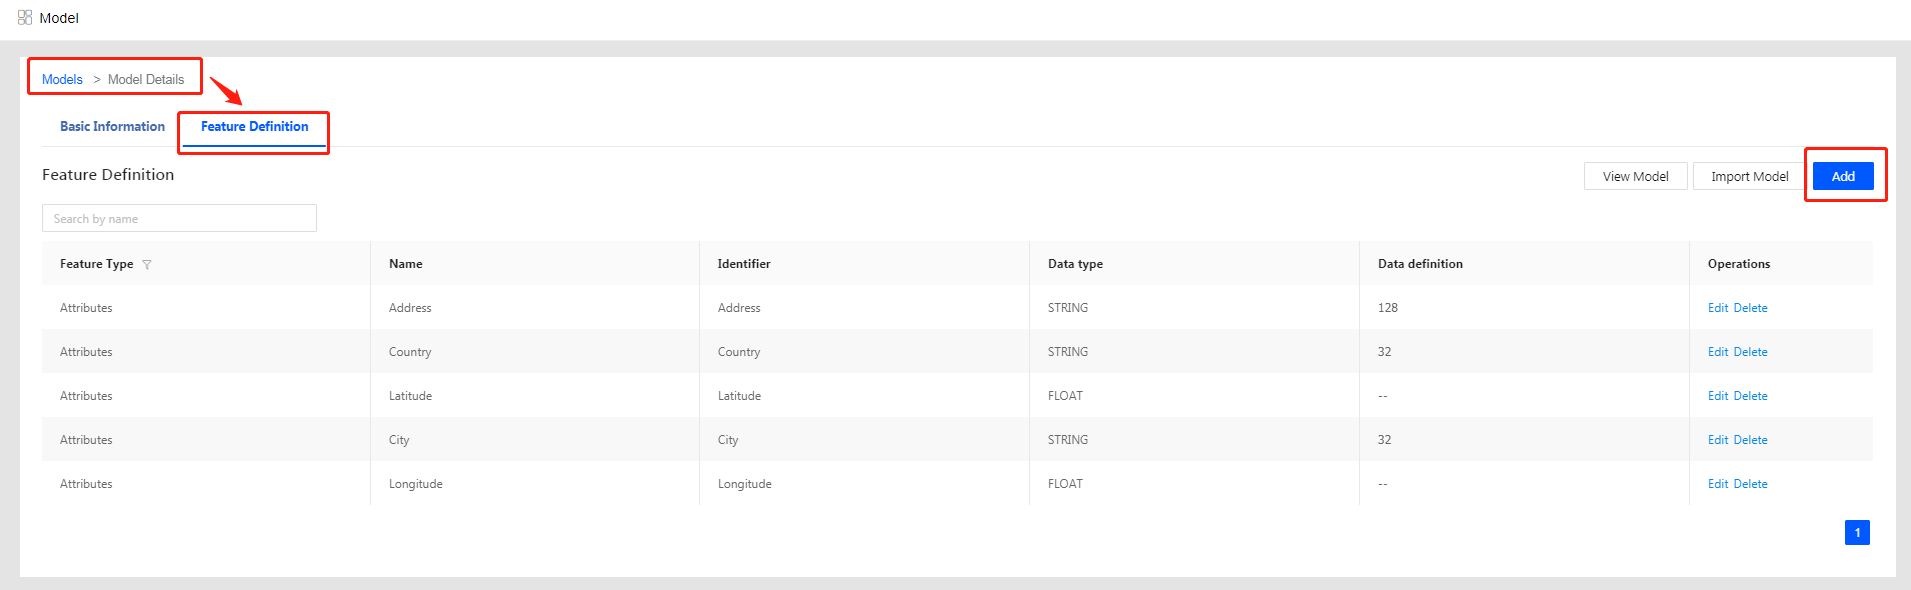 Model
Models > Model Details
Basic Information Feature Definition
Feature Definition View Model Import Model Add
Search by name
Feature Type Name Identifier Data type Data definition Operations
Attributes Address Address STRING 128 Edit Delete
Attributes Country Country STRING 32 Edit Delete
Attributes Latitude Latitude FLOAT -- Edit Delete
Attributes City City STRING 32 Edit Delete
Attributes Longitude Longitude FLOAT -- Edit Delete
1